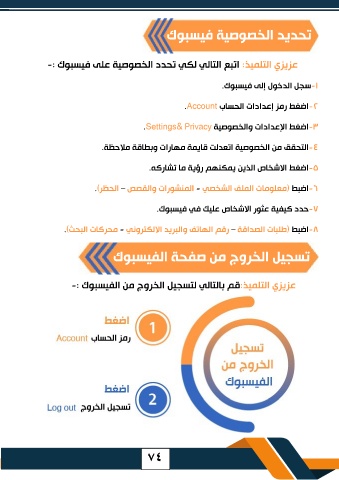 تحديد الخصوصية فيسبوك
عزيزي التلميذ: اتبع التالي لكي تحدد الخصوصية على فيسبوك :-
١-سجل الدخول إلى فيسبوك.
٢-اضغط رمز إعدادات الحساب Account.
٣-اضغط الإعدادات والخصوصية Settings& Privacy.
٤-التحقق من الخصوصية اتعدلت قايمة مهارات وبطاقة ملاحظة.
٥-اضغط الاشخاص الذين يمكنهم رؤية ما تشاركه.
٦-اضبط (معلومات الملف الشخصي - المنشورات والقصص – الحظر).
٧-حدد كيفية عثور الاشخاص عليك في فيسبوك.
٨-اضبط (طلبات الصداقة – رقم الهاتف والبريد الإلكتروني - محركات البحث).
تسجيل الخروج من صفحة الفيسبوك
عزيزي التلميذ:قم بالتالي لتسجيل الخروج من الفيسبوك :-
اضغط
1
رمز الحساب Account
تسجيل
الخروج من
الفيسبوك
اضغط
2
تسجيل الخروج Log out
٧٤